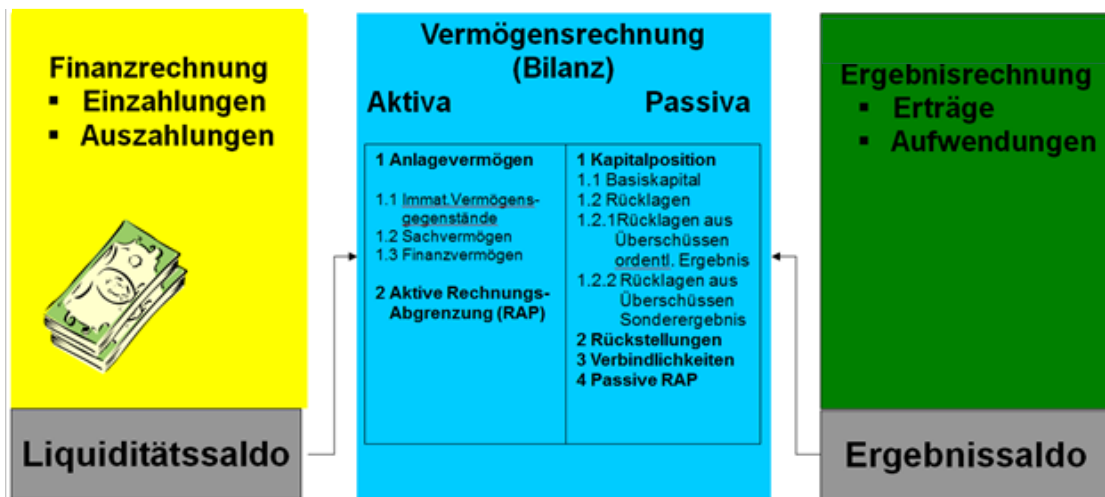 Finanzrechnung
▪ Einzahlungen
▪ Auszahlungen
Liquiditätssaldo
Vermögensrechnung
(Bilanz)
Aktiva
Passiva
1 Anlagevermögen
1.1 Immat.Vermögens-
gegenstände
1.2 Sachvermögen
1.3 Finanzvermögen
2 Aktive Rechnungs-
Abgrenzung (RAP)
1 Kapitalposition
1.1 Basiskapital
1.2 Rücklagen
1.2.1Rücklagen aus
Überschüssen
ordentl. Ergebnis
1.2.2 Rücklagen aus
Überschüssen
Sonderergebnis
2 Rückstellungen
3 Verbindlichkeiten
4 Passive RAP
Ergebnisrechnung
▪ Erträge
▪ Aufwendungen
Ergebnissaldo